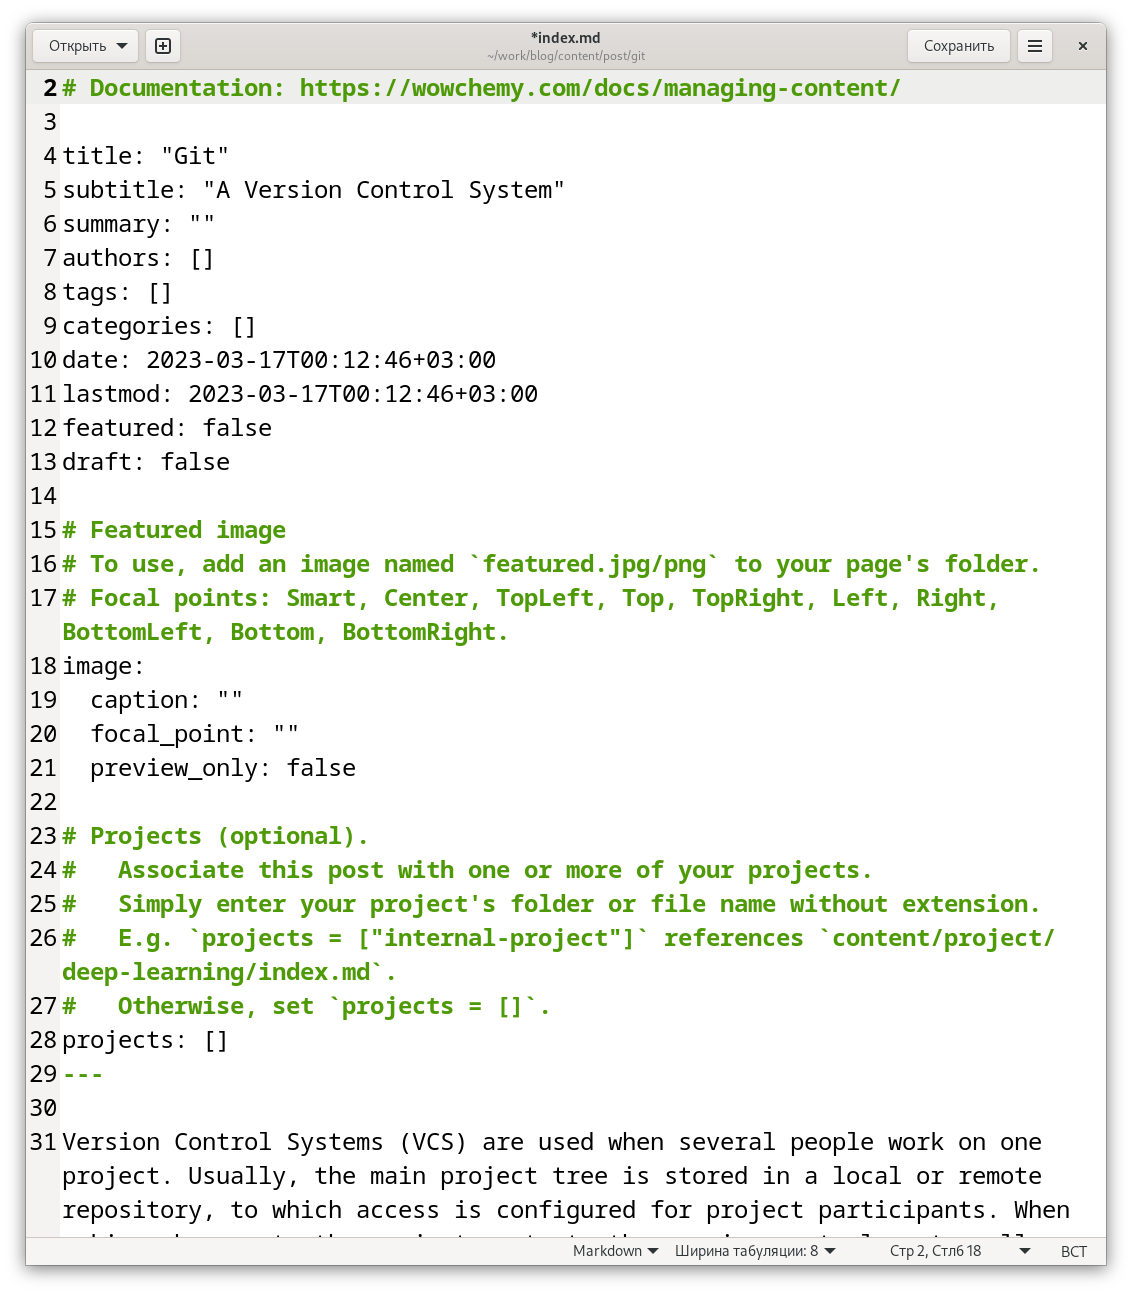 Открыть
*index.md
~/work/blog/content/post/git
Сохранить
2 # Documentation: https://wowchemy.com/docs/managing-content/
3
4 title: "Git"
5 subtitle: "A Version Control System"
6 summary: ""
7 authors: []
8 tags: []
9 categories: []
10 date: 2023-03-17T00:12:46+03:00
11 lastmod: 2023-03-17T00:12:46+03:00
12 featured: false
13 draft: false
14
15 # Featured image
16 # To use, add an image named `featured.jpg/png` to your page's folder.
17 # Focal points: Smart, Center, TopLeft, Top, TopRight, Left, Right,
BottomLeft, Bottom, BottomRight.
18 image:
19   caption: ""
20   focal_point: ""
21   preview_only: false
22
23 # Projects (optional).
24 #   Associate this post with one or more of your projects.
25 #   Simply enter your project's folder or file name without extension.
26 #   E.g. `projects = ["internal-project"]` references `content/project/
deep-learning/index.md`.
27 #   Otherwise, set `projects = []`.
28 projects: []
29 ---
30
31 Version Control Systems (VCS) are used when several people work on one
project. Usually, the main project tree is stored in a local or remote
repository, to which access is configured for project participants. When
Markdown
Ширина табуляции: 8
Стр 2, Стлб 18
ВСТ